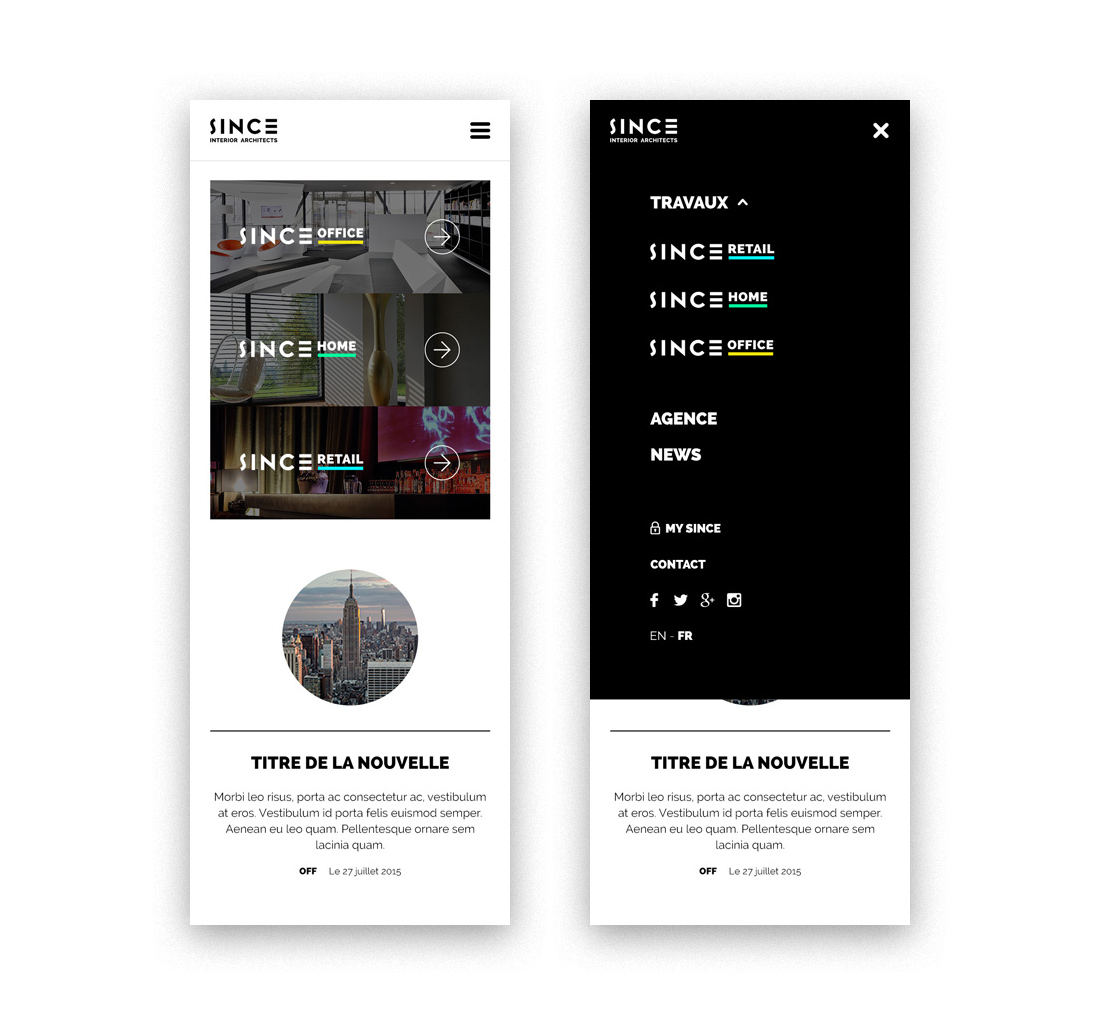 SINCE
INTERIOR ARCHITECTS
SINCE OFFICE
SINCE HOME
SINCE RETAIL
TITRE DE LA NOUVELLE
Morbi leo risus, porta ac consectetur ac, vestibulum
at eros. Vestibulum id porta felis euismod semper.
Aenean eu leo quam. Pellentesque ornare sem
lacinia quam.
OFF Le 27 juillet 2015
SINCE
INTERIOR ARCHITECTS
TRAVAUX
SINCE RETAIL
SINCE HOME
SINCE OFFICE
AGENCE
NEWS
MY SINCE
CONTACT
EN - FR
TITRE DE LA NOUVELLE
Morbi leo risus, porta ac consectetur ac, vestibulum
at eros. Vestibulum id porta felis euismod semper.
Aenean eu leo quam. Pellentesque ornare sem
lacinia quam.
OFF Le 27 juillet 2015